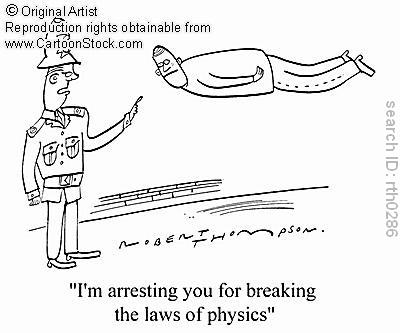 © Original Artist
Reproduction rights obtainable from
www.CartoonStock.com
search ID: rth0286
ROBERT THOMPSON.
"I'm arresting you for breaking
the laws of physics"